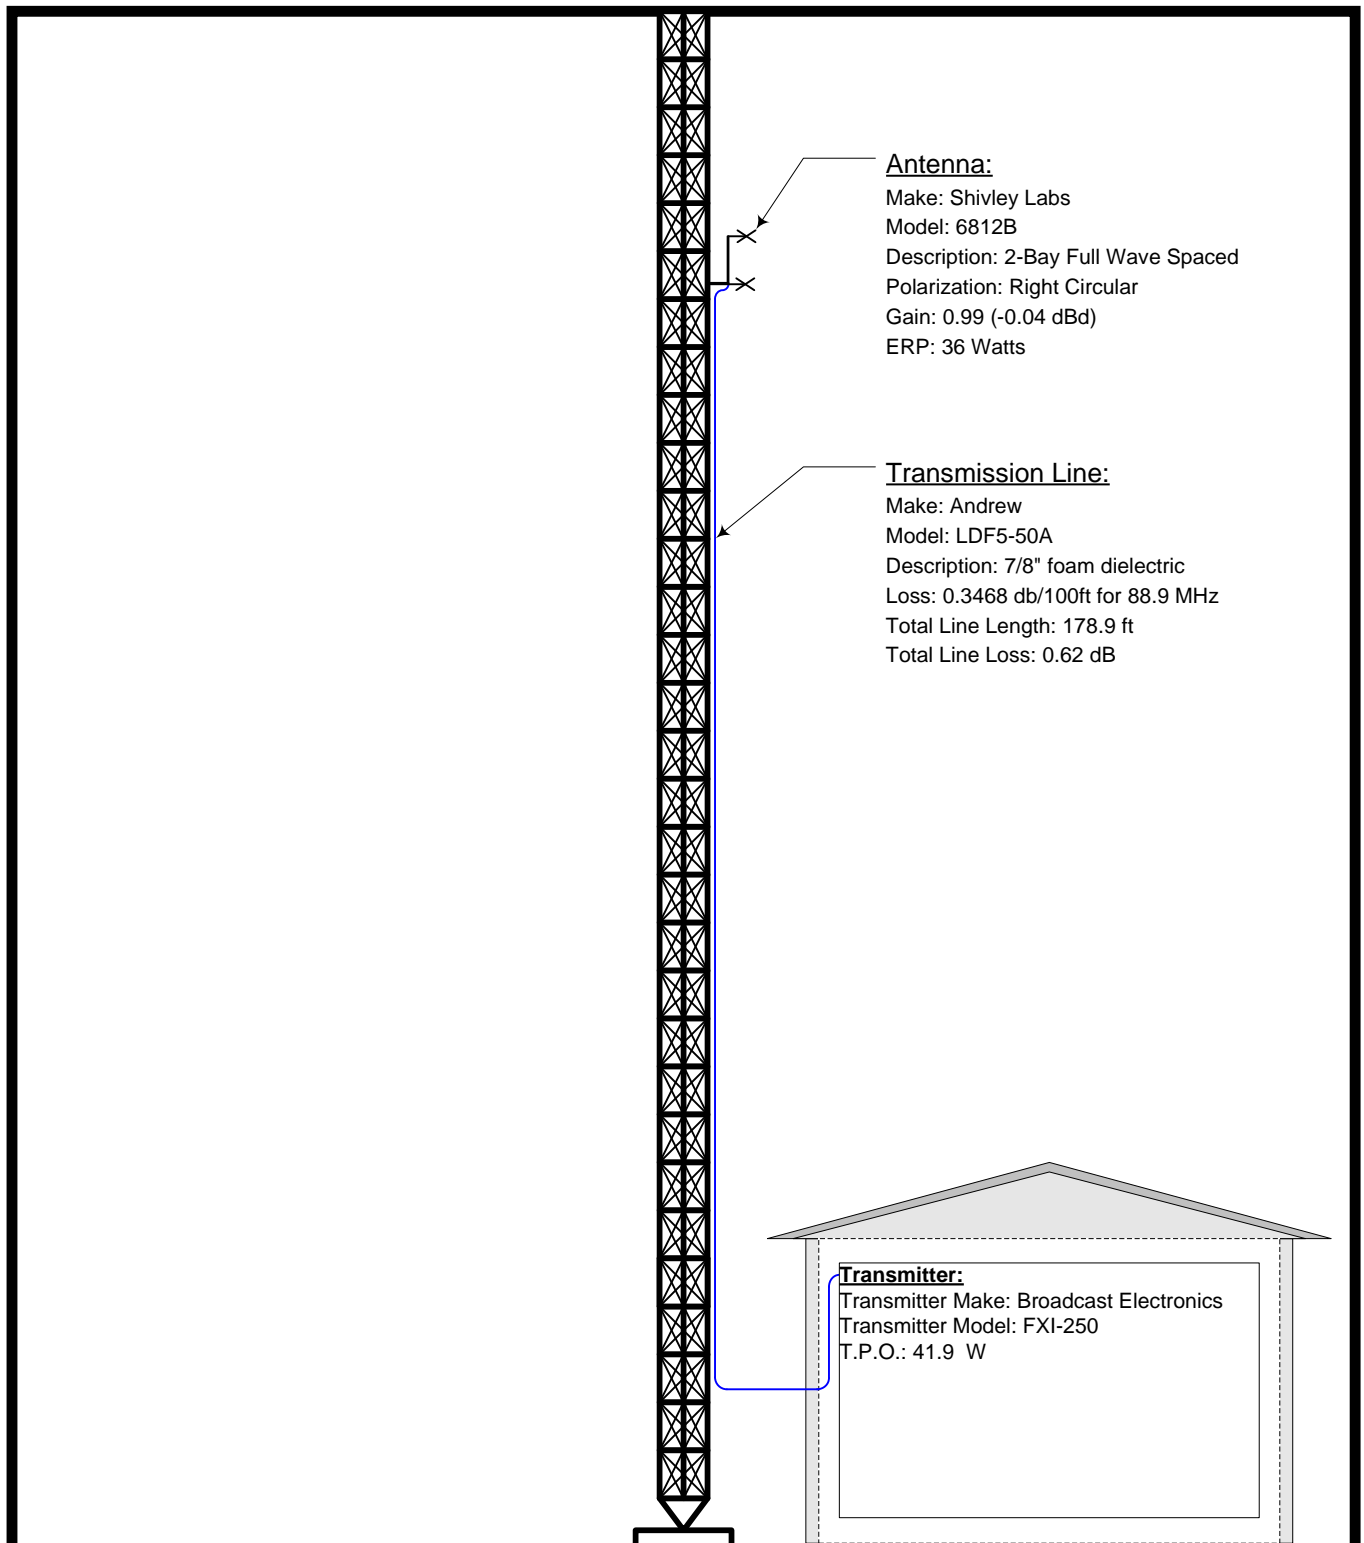 Antenna:
Make: Shivley Labs
Model: 6812B
Description: 2-Bay Full Wave Spaced
Polarization: Right Circular
Gain: 0.99 (-0.04 dBd)
ERP: 36 Watts
Transmission Line:
Make: Andrew
Model: LDF5-50A
Description: 7/8" foam dielectric
Loss: 0.3468 db/100ft for 88.9 MHz
Total Line Length: 178.9 ft
Total Line Loss: 0.62 dB
Transmitter:
Transmitter Make: Broadcast Electronics
Transmitter Model: FXI-250
T.P.O.: 41.9  W